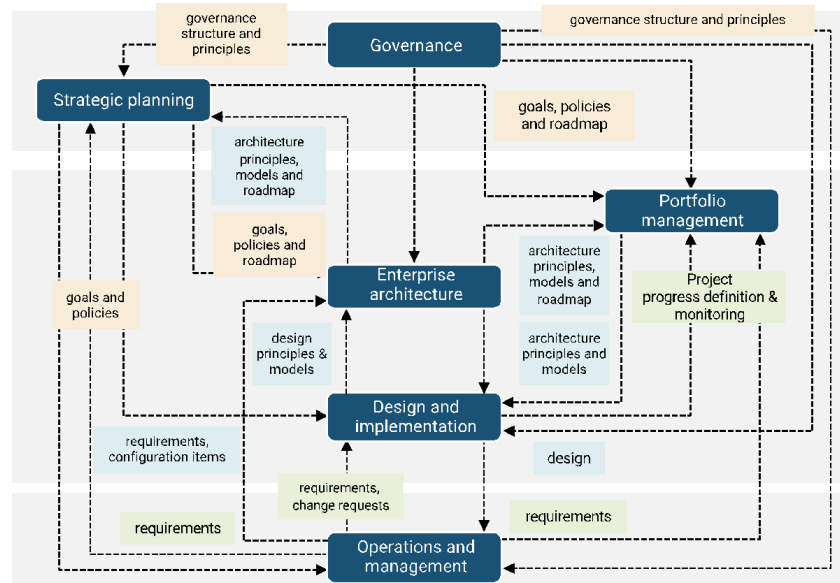 governance
structure and
principles
Governance
governance structure and principles
Strategic planning
goals, policies
and roadmap
architecture
principles,
models and
roadmap
Portfolio
management
goals,
policies and
roadmap
Enterprise
architecture
architecture
principles,
models and
roadmap
Project
progress definition &
monitoring
goals and
policies
design
principles &
models
architecture
principles and
models
Design and
implementation
requirements,
configuration items
design
requirements,
change requests
requirements
requirements
Operations and
management